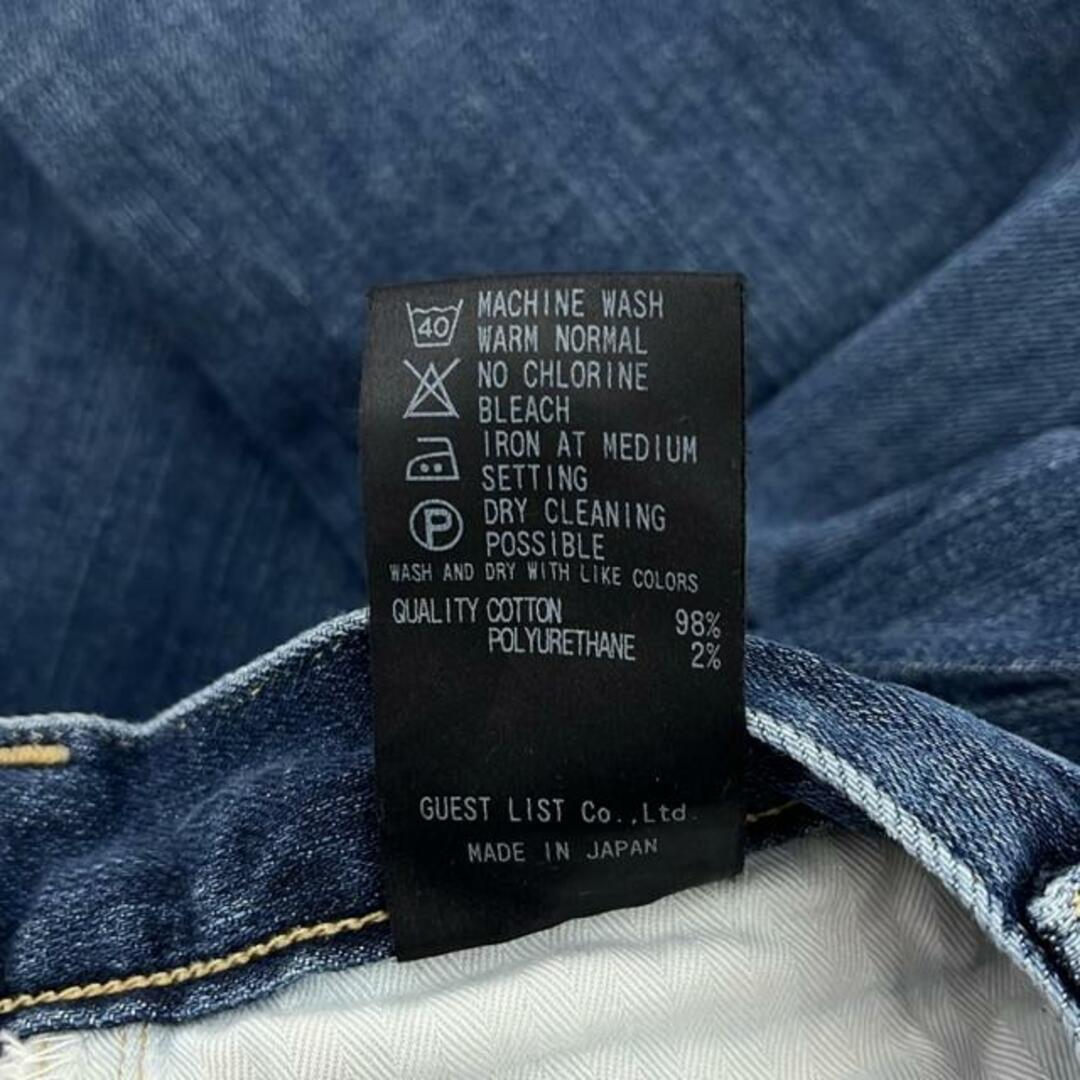 40 MACHINE WASH
WARM NORMAL
NO CHLORINE
BLEACH
IRON AT MEDIUM
SETTING
P DRY CLEANING
POSSIBLE
WASH AND DRY WITH LIKE COLORS
QUALITY COTTON 98%
POLYURETHANE 2%
GUEST LIST Co.,Ltd.
MADE IN JAPAN